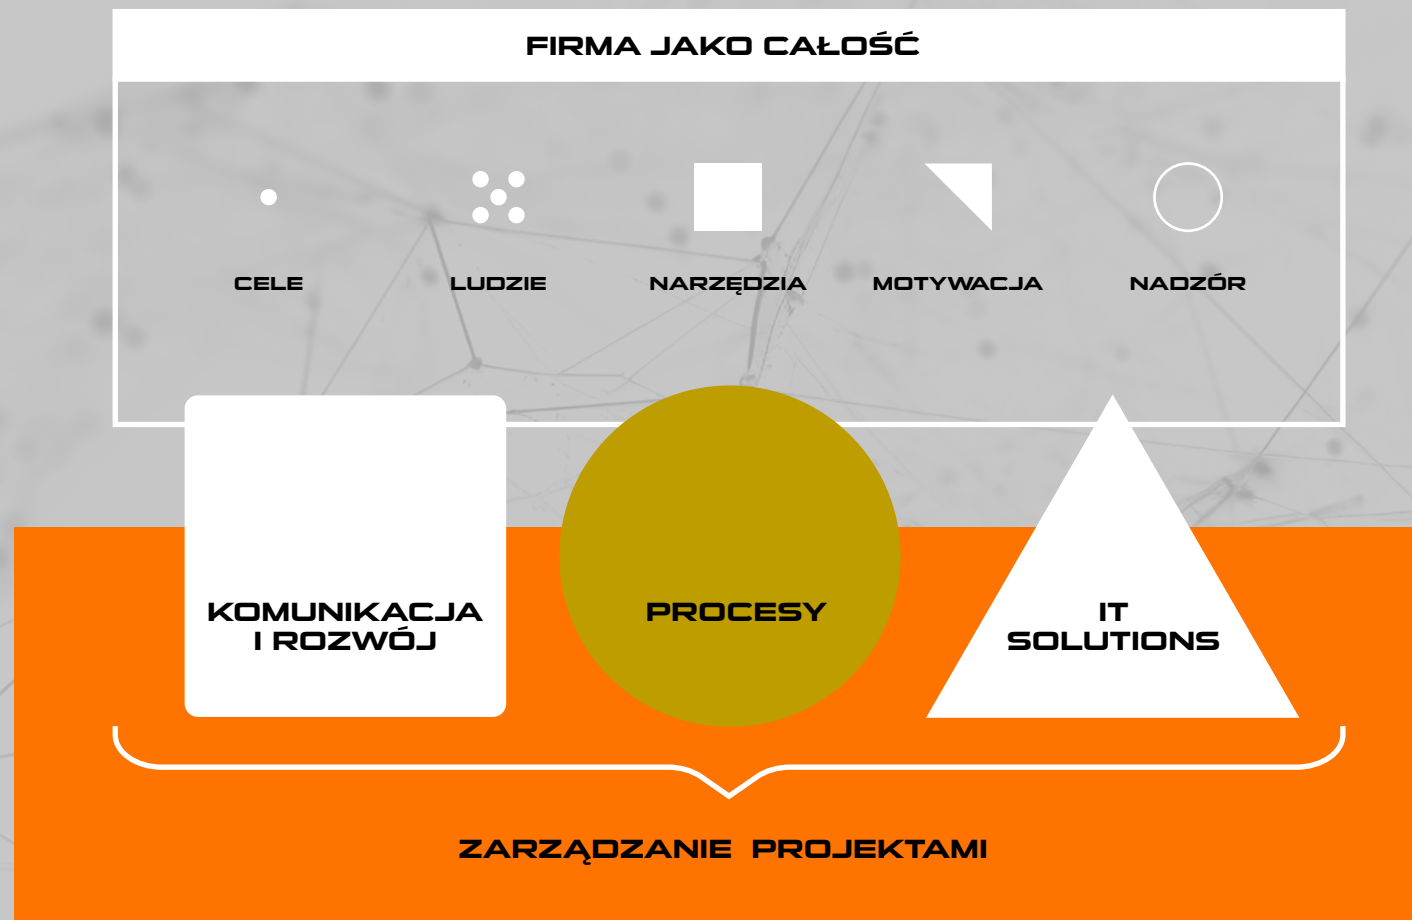 FIRMA JAKO CAŁOŚĆ
CELE
LUDZIE
NARZĘDZIA
MOTYWACJA
NADZÓR
KOMUNIKACJA
I ROZWÓJ
PROCESY
IT
SOLUTIONS
ZARZĄDZANIE PROJEKTAMI